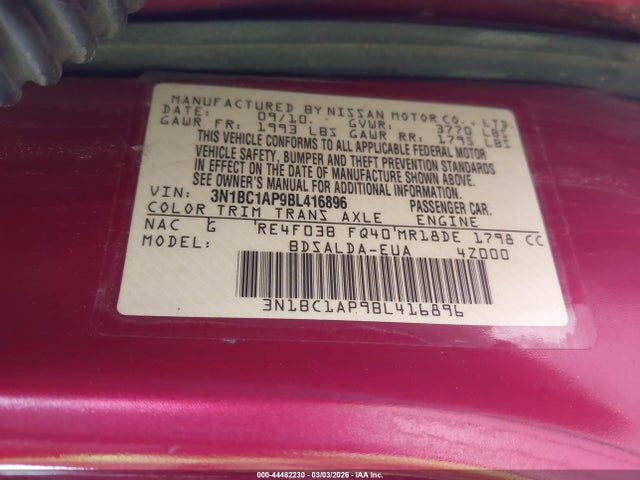 MANUFACTURED BY NISSAN MOTOR CO., LTD.
DATE: 09/10. GVWR: 3770 LBS
GAWR FR: 1993 LBS GAWR RR: 1795 LBS
THIS VEHICLE CONFORMS TO ALL APPLICABLE FEDERAL MOTOR
VEHICLE SAFETY, BUMPER AND THEFT PREVENTION STANDARDS
IN EFFECT ON THE DATE OF MANUFACTURE SHOWN ABOVE.
SEE OWNER'S MANUAL FOR ADDITIONAL INFORMATION
VIN: 3N1BC1AP9BL416896 PASSENGER CAR.
COLOR TRIM TRANS AXLE ENGINE
NAC G RE4F03B FQ40 MR18DE 1798 CC
MODEL: BDSALDA-EUA 4Z000
3N1BC1AP9BL416896
000-44482230 - 03/03/2026 - IAA, Inc.